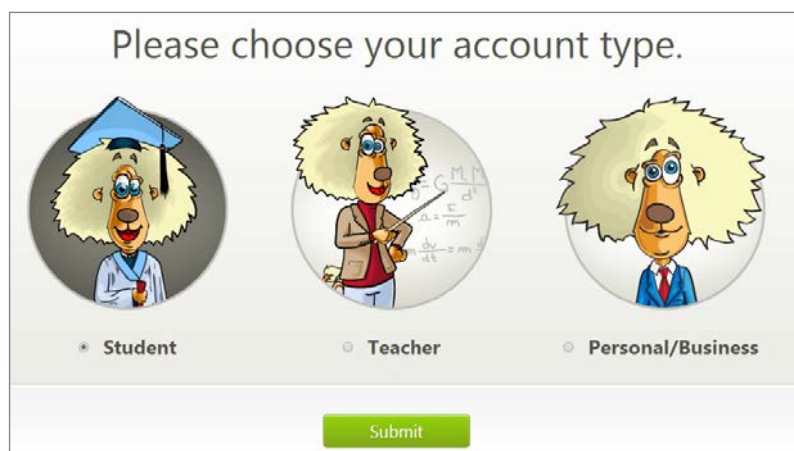 Please choose your account type.
Student
Teacher
Personal/Business
Submit